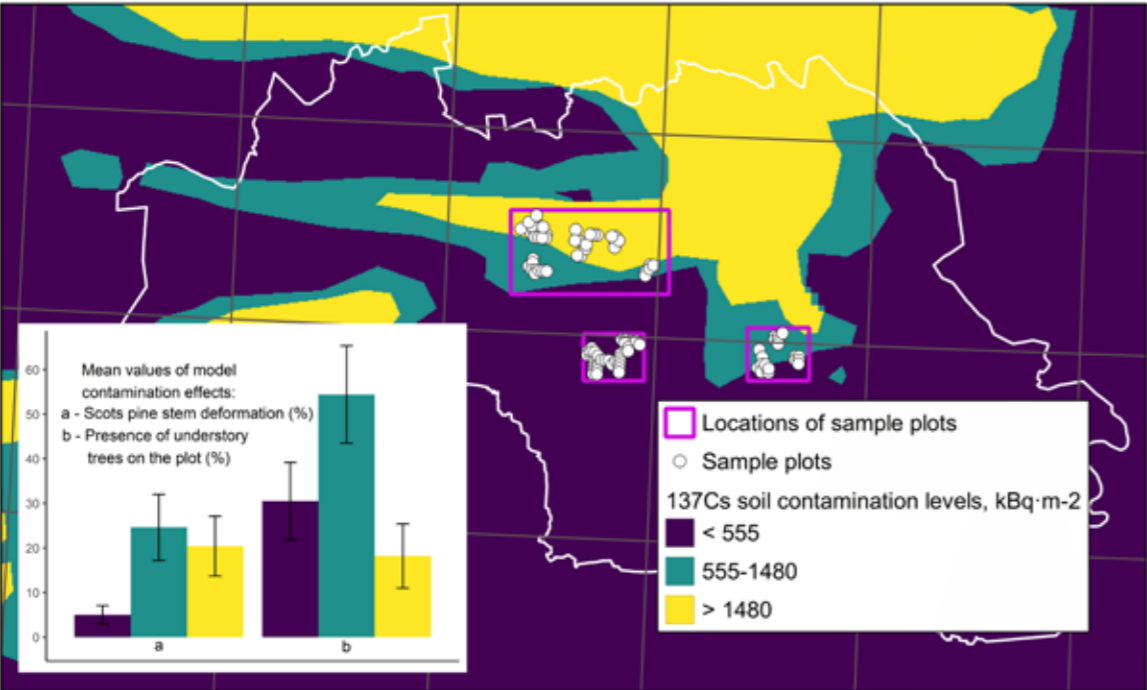 Mean values of model
contamination effects:
a - Scots pine stem deformation (%)
b - Presence of understory
trees on the plot (%)
60
50
40
30
20
10
0
a b
Locations of sample plots
Sample plots
137Cs soil contamination levels, kBq·m-2
< 555
555-1480
> 1480